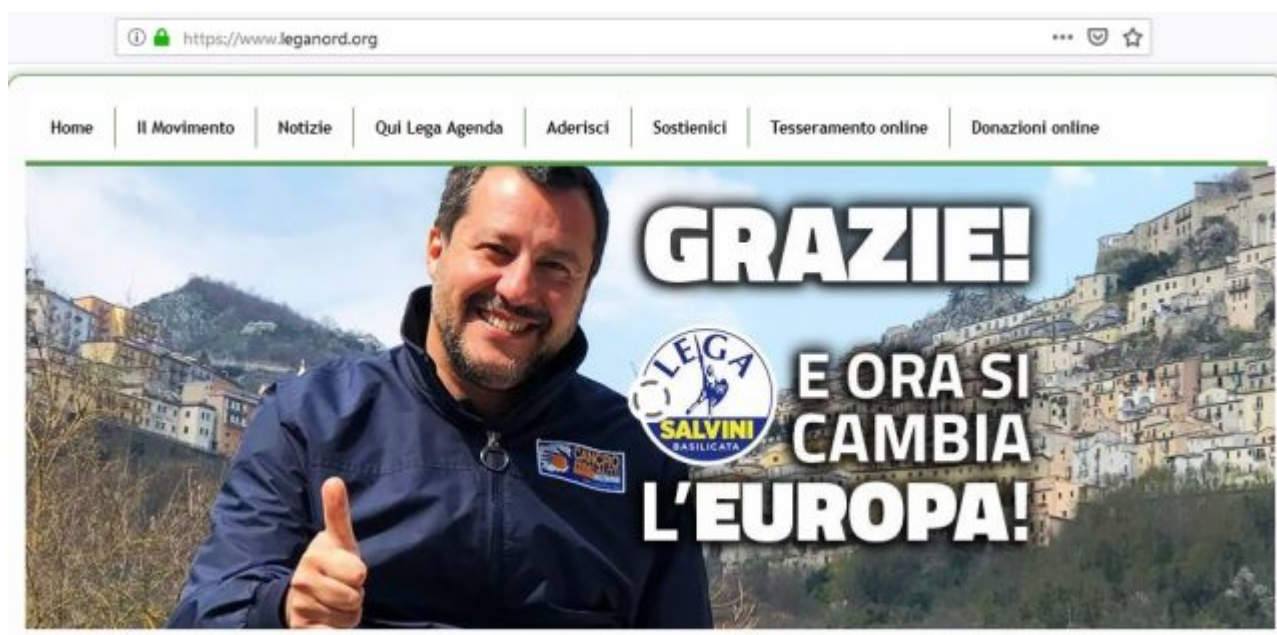 https://www.leganord.org
Home Il Movimento Notizie Qui Lega Agenda Aderisci Sostienici Tesseramento online Donazioni online
GRAZIE!
LEGA
SALVINI
BASILICATA
E ORA SI
CAMBIA
L'EUROPA!